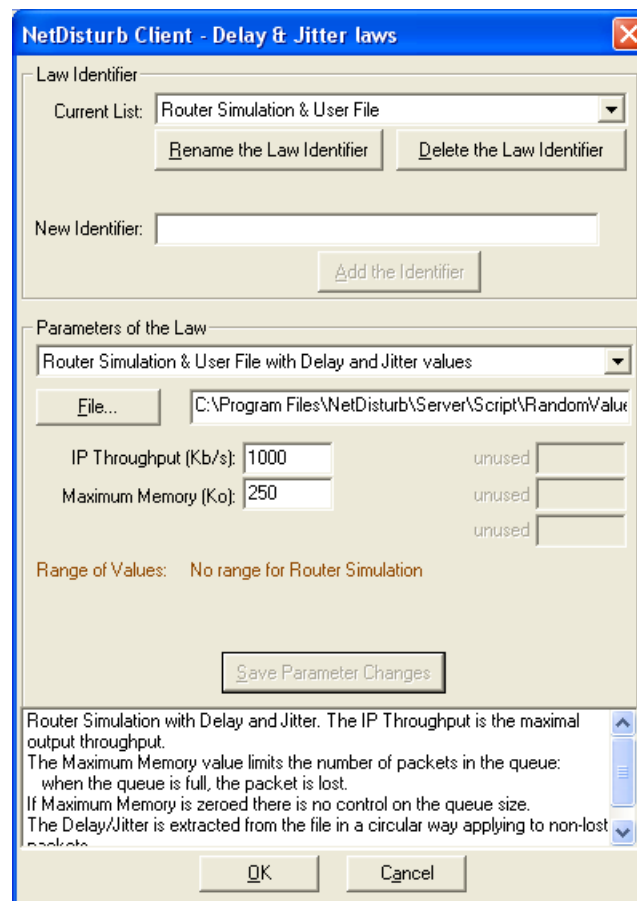 NetDisturb Client - Delay & Jitter laws
Law Identifier
Current List: Router Simulation & User File
Rename the Law Identifier Delete the Law Identifier
New Identifier:
Add the Identifier
Parameters of the Law
Router Simulation & User File with Delay and Jitter values
File... C:\Program Files\NetDisturb\Server\Script\RandomValue
IP Throughput (Kb/s): 1000 unused
Maximum Memory (Ko): 250 unused
unused
Range of Values: No range for Router Simulation
Save Parameter Changes
Router Simulation with Delay and Jitter. The IP Throughput is the maximal
output throughput.
The Maximum Memory value limits the number of packets in the queue:
when the queue is full, the packet is lost.
If Maximum Memory is zeroed there is no control on the queue size.
The Delay/Jitter is extracted from the file in a circular way applying to non-lost
packets
OK Cancel